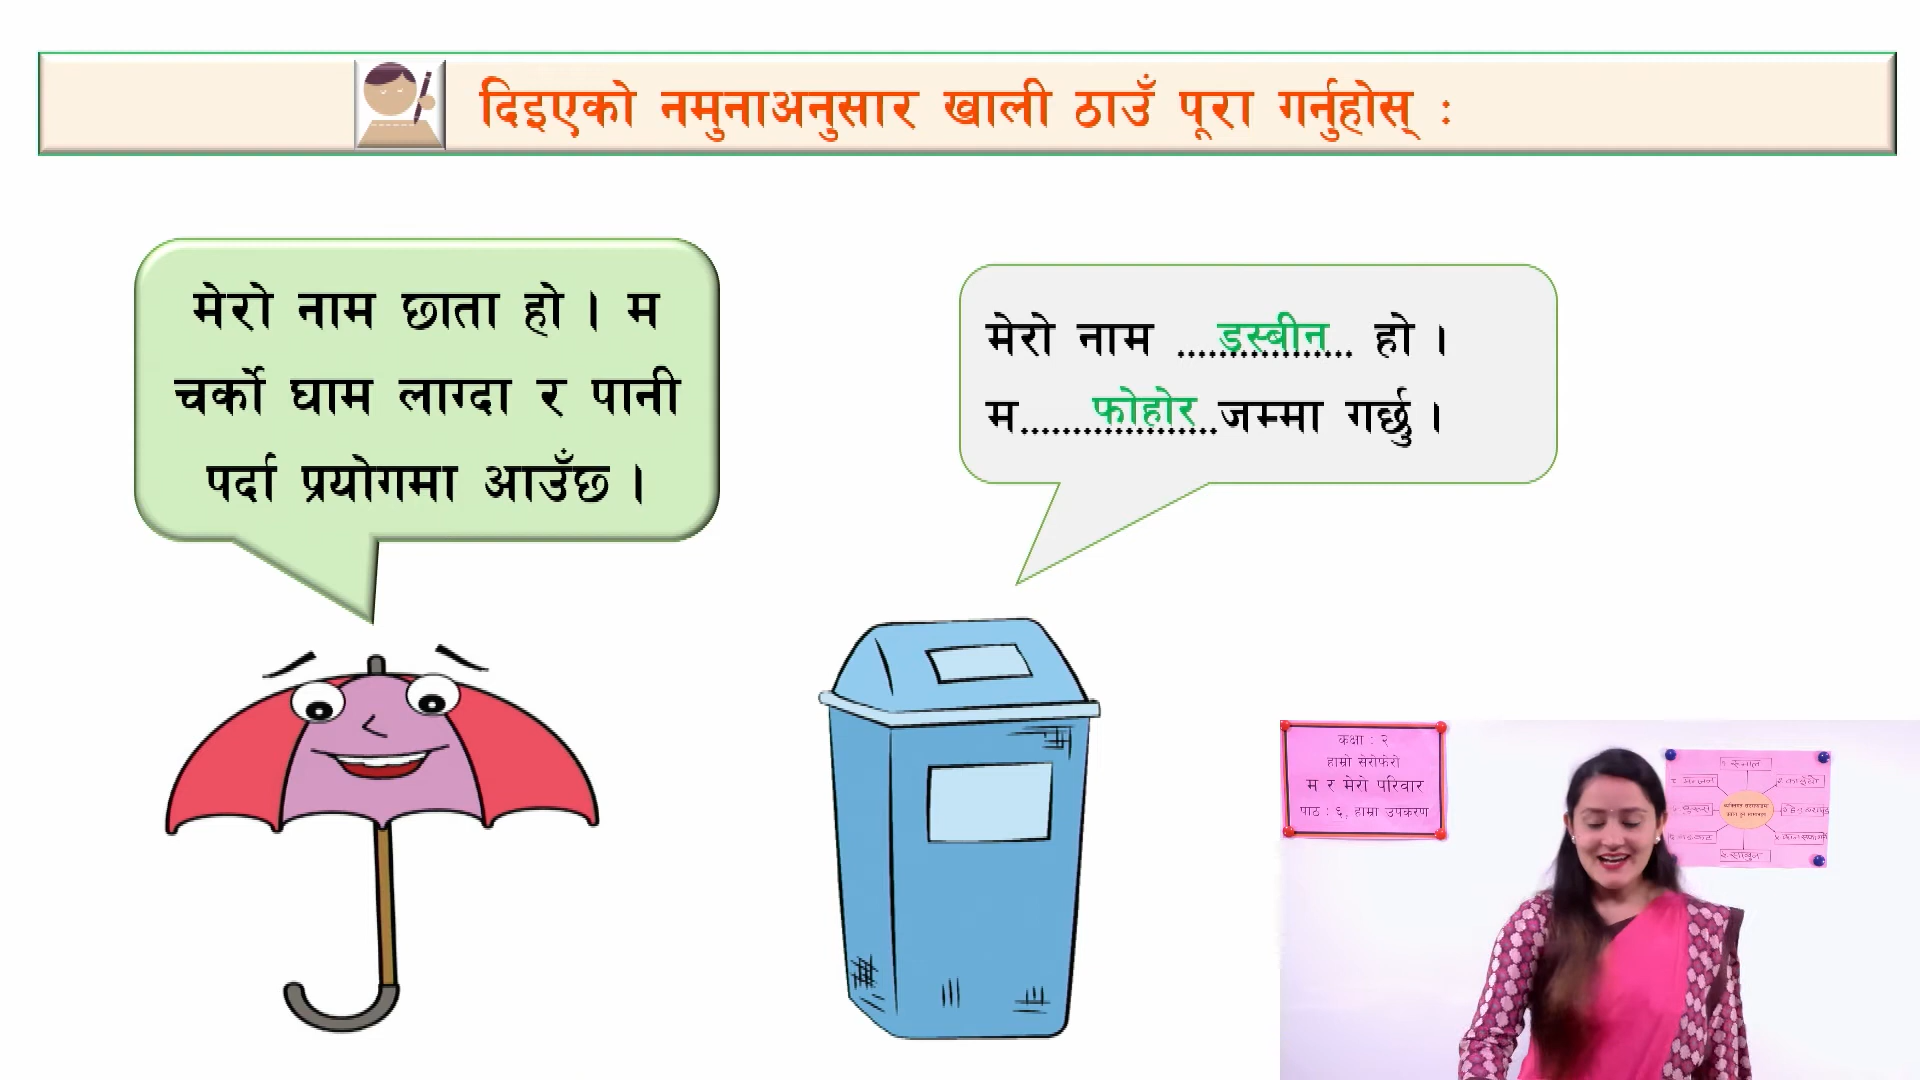 दिइएको नमुनाअनुसार खाली ठाउँ पूरा गर्नुहोस् :
मेरो नाम छाता हो । म
चर्को घाम लाग्दा र पानी
पर्दा प्रयोगमा आउँछ ।
मेरो नाम ....डस्बीन.. हो ।
म.......फोहोर..जम्मा गर्छु ।
कक्षा : २
हाम्रो सेरोफेरो
म र मेरो परिवार
पाठ : ६, हाम्रा उपकरण
साबुन